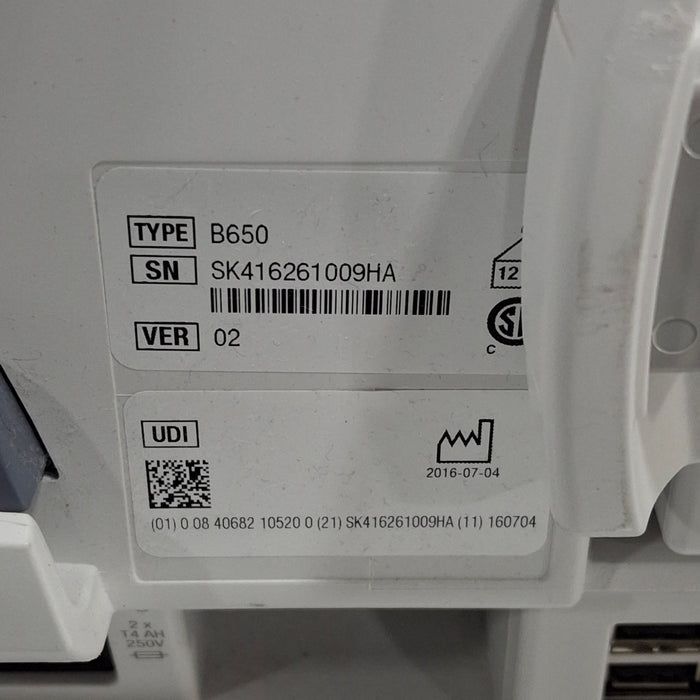 TYPE B650
SN SK416261009HA
12
VER 02
C
UDI
2016-07-04
(01) 0 08 40682 10520 0 (21) SK416261009HA (11) 160704
2 x
T4 AH
250V